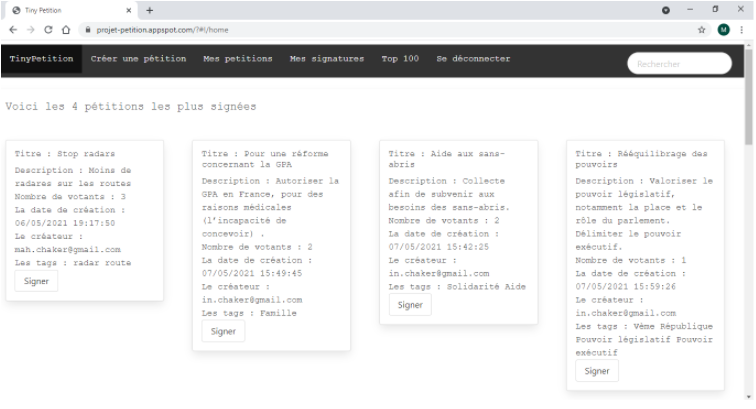 Tiny Petition
projet-petition.appspot.com/?#!/home
M
TinyPetition Créer une pétition Mes petitions Mes signatures Top 100 Se déconnecter Rechercher
Voici les 4 pétitions les plus signées
Titre : Stop radars
Description : Moins de
radares sur les routes
Nombre de votants : 3
La date de création :
06/05/2021 19:17:50
Le créateur :
mah.chaker@gmail.com
Les tags : radar route
Signer
Titre : Pour une réforme
concernant la GPA
Description : Autoriser la
GPA en France, pour des
raisons médicales
(l'incapacité de
concevoir) .
Nombre de votants : 2
La date de création :
07/05/2021 15:49:45
Le créateur :
in.chaker@gmail.com
Les tags : Famille
Signer
Titre : Aide aux sans-
abris
Description : Collecte
afin de subvenir aux
besoins des sans-abris.
Nombre de votants : 2
La date de création :
07/05/2021 15:42:25
Le créateur :
in.chaker@gmail.com
Les tags : Solidarité Aide
Signer
Titre : Rééquilibrage des
pouvoirs
Description : Valoriser le
pouvoir législatif,
notamment la place et le
rôle du parlement.
Délimiter le pouvoir
exécutif.
Nombre de votants : 1
La date de création :
07/05/2021 15:59:26
Le créateur :
in.chaker@gmail.com
Les tags : Vème République
Pouvoir législatif Pouvoir
exécutif
Signer